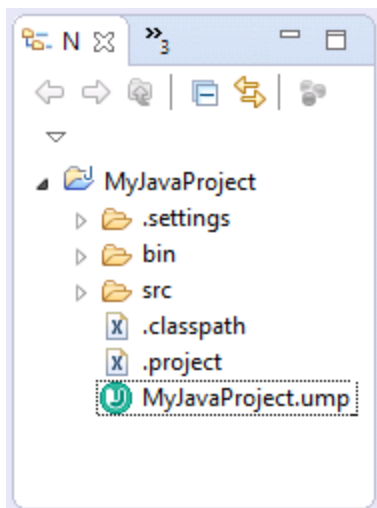 N
»3
MyJavaProject
.settings
bin
src
.classpath
.project
MyJavaProject.ump